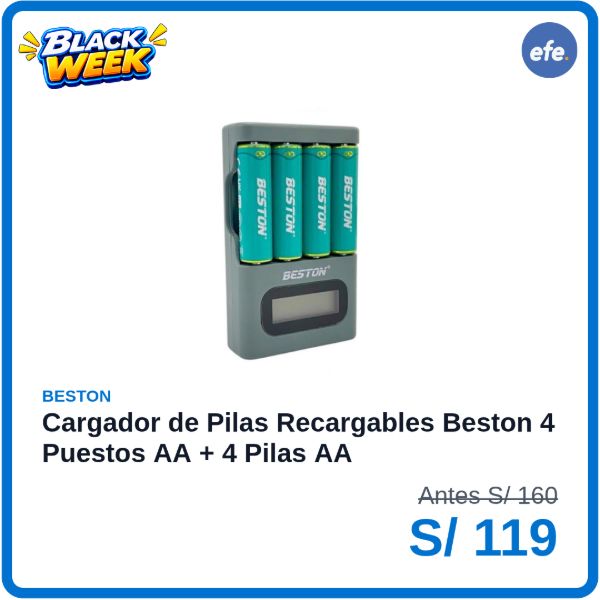 BLACK
WEEK
efe.
BESTON
BESTON
BESTON
BESTON
BESTON
BESTON
Cargador de Pilas Recargables Beston 4
Puestos AA + 4 Pilas AA
Antes S/ 160
S/ 119